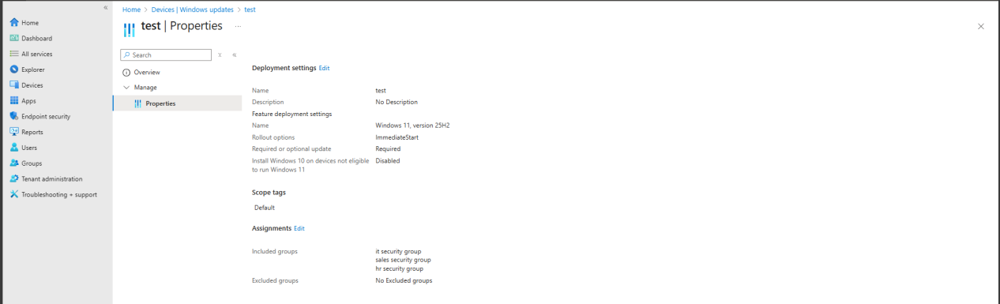 «
Home > Devices | Windows updates > test
test | Properties ...
Home
Dashboard
All services
Explorer
Devices
Apps
Endpoint security
Reports
Users
Groups
Tenant administration
Troubleshooting + support
Search
«
Overview
Manage
Properties
Deployment settings Edit
Name test
Description No Description
Feature deployment settings
Name Windows 11, version 25H2
Rollout options ImmediateStart
Required or optional update Required
Install Windows 10 on devices not eligible Disabled
to run Windows 11
Scope tags
Default
Assignments Edit
Included groups it security group
sales security group
hr security group
Excluded groups No Excluded groups